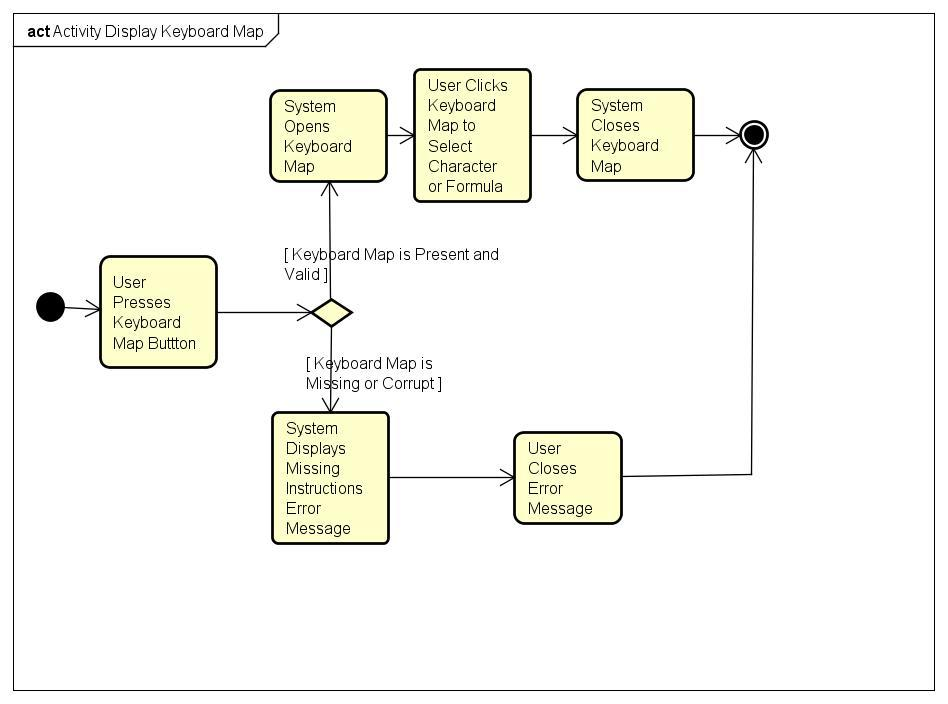 act Activity Display Keyboard Map
System
Opens
Keyboard
Map
User Clicks
Keyboard
Map to
Select
Character
or Formula
System
Closes
Keyboard
Map
[ Keyboard Map is Present and
Valid ]
User
Presses
Keyboard
Map Buttton
[ Keyboard Map is
Missing or Corrupt ]
System
Displays
Missing
Instructions
Error
Message
User
Closes
Error
Message